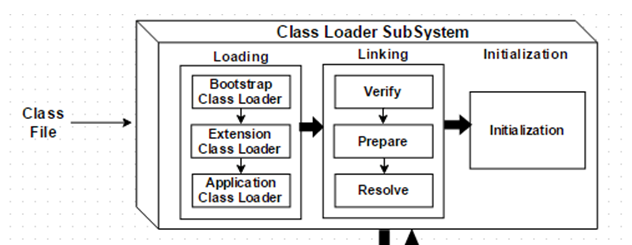 Class Loader SubSystem
Loading
Linking
Initialization
Class
File
Bootstrap
Class Loader
Extension
Class Loader
Application
Class Loader
Verify
Prepare
Resolve
Initialization